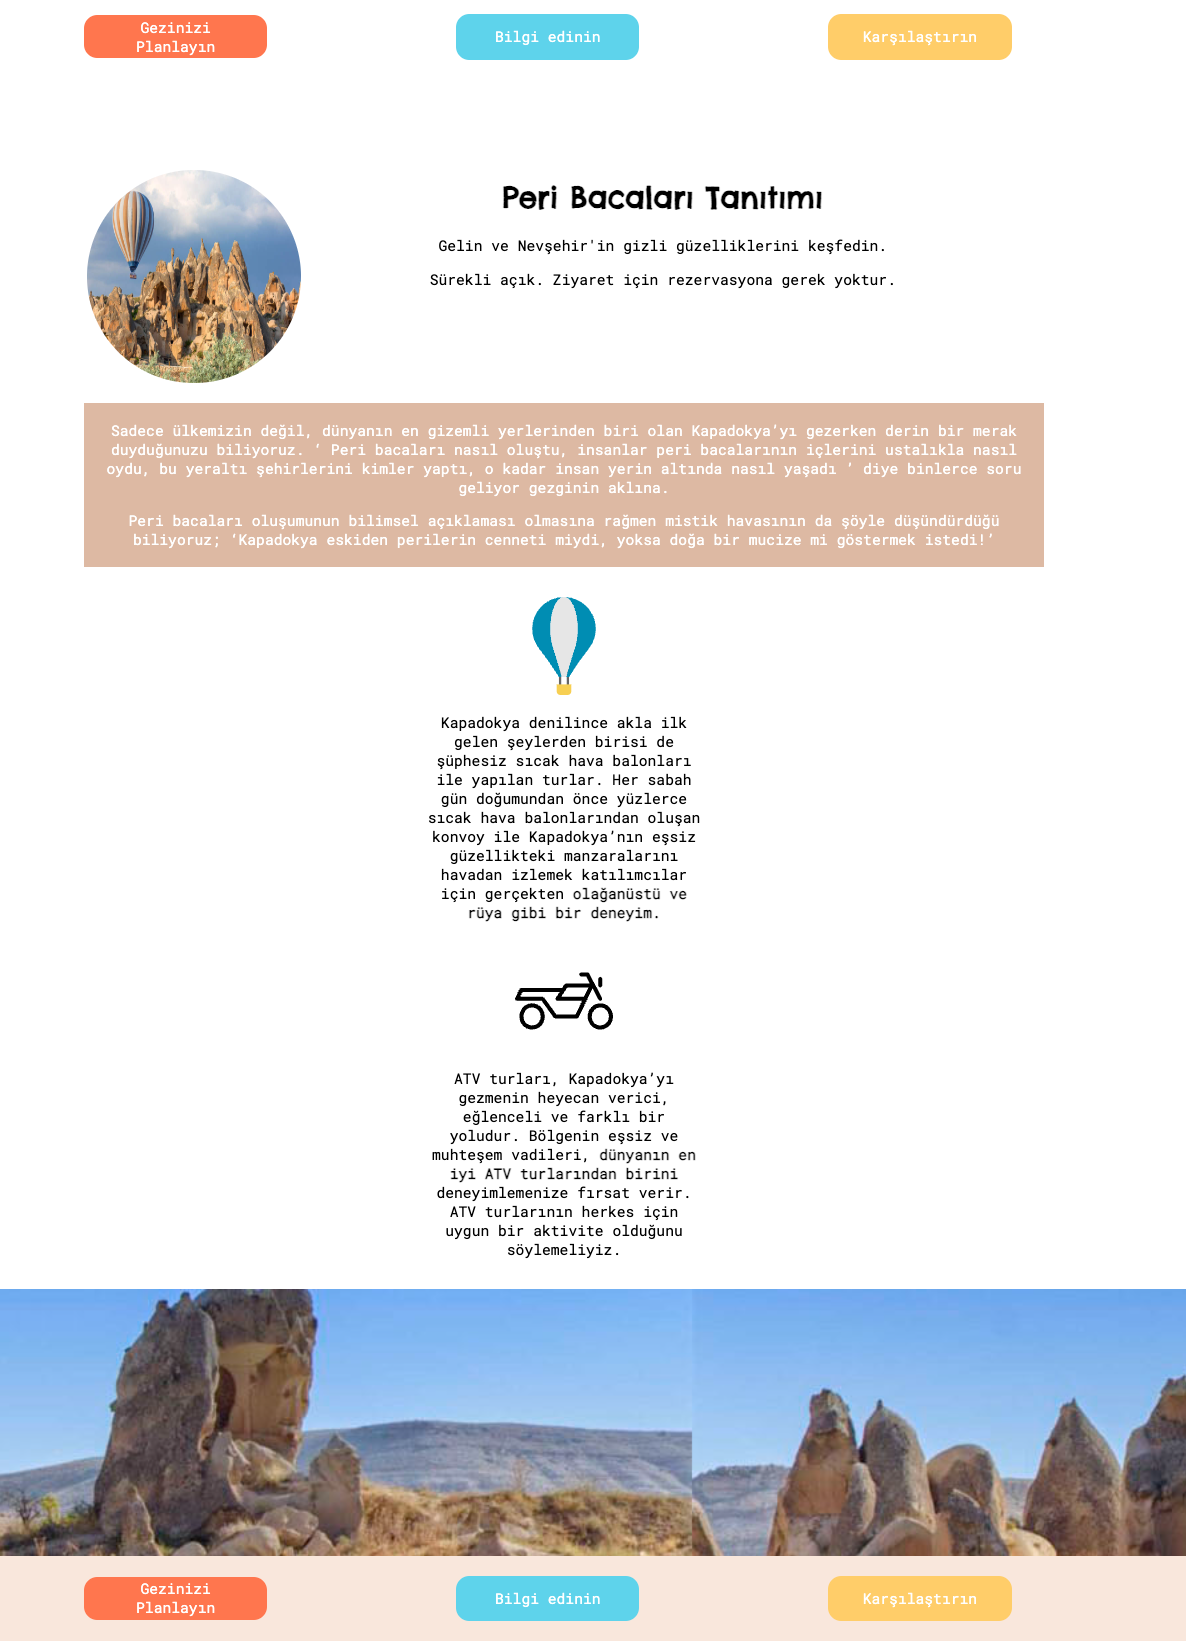 Gezinizi
Planlayın
Bilgi edinin
Karşılaştırın
Peri Bacaları Tanıtımı
Gelin ve Nevşehir'in gizli güzelliklerini keşfedin.
Sürekli açık. Ziyaret için rezervasyona gerek yoktur.
Sadece ülkemizin değil, dünyanın en gizemli yerlerinden biri olan Kapadokya’yı gezerken derin bir merak
duyduğunuzu biliyoruz. ’ Peri bacaları nasıl oluştu, insanlar peri bacalarının içlerini ustalıkla nasıl
oydu, bu yeraltı şehirlerini kimler yaptı, o kadar insan yerin altında nasıl yaşadı ’ diye binlerce soru
geliyor gezginin aklına.
Peri bacaları oluşumunun bilimsel açıklaması olmasına rağmen mistik havasının da şöyle düşündürdüğü
biliyoruz; ‘Kapadokya eskiden perilerin cenneti miydi, yoksa doğa bir mucize mi göstermek istedi!’
Kapadokya denilince akla ilk
gelen şeylerden birisi de
şüphesiz sıcak hava balonları
ile yapılan turlar. Her sabah
gün doğumundan önce yüzlerce
sıcak hava balonlarından oluşan
konvoy ile Kapadokya’nın eşsiz
güzellikteki manzaralarını
havadan izlemek katılımcılar
için gerçekten olağanüstü ve
rüya gibi bir deneyim.
ATV turları, Kapadokya’yı
gezmenin heyecan verici,
eğlenceli ve farklı bir
yoludur. Bölgenin eşsiz ve
muhteşem vadileri, dünyanın en
iyi ATV turlarından birini
deneyimlemenize fırsat verir.
ATV turlarının herkes için
uygun bir aktivite olduğunu
söylemeliyiz.
Gezinizi
Planlayın
Bilgi edinin
Karşılaştırın